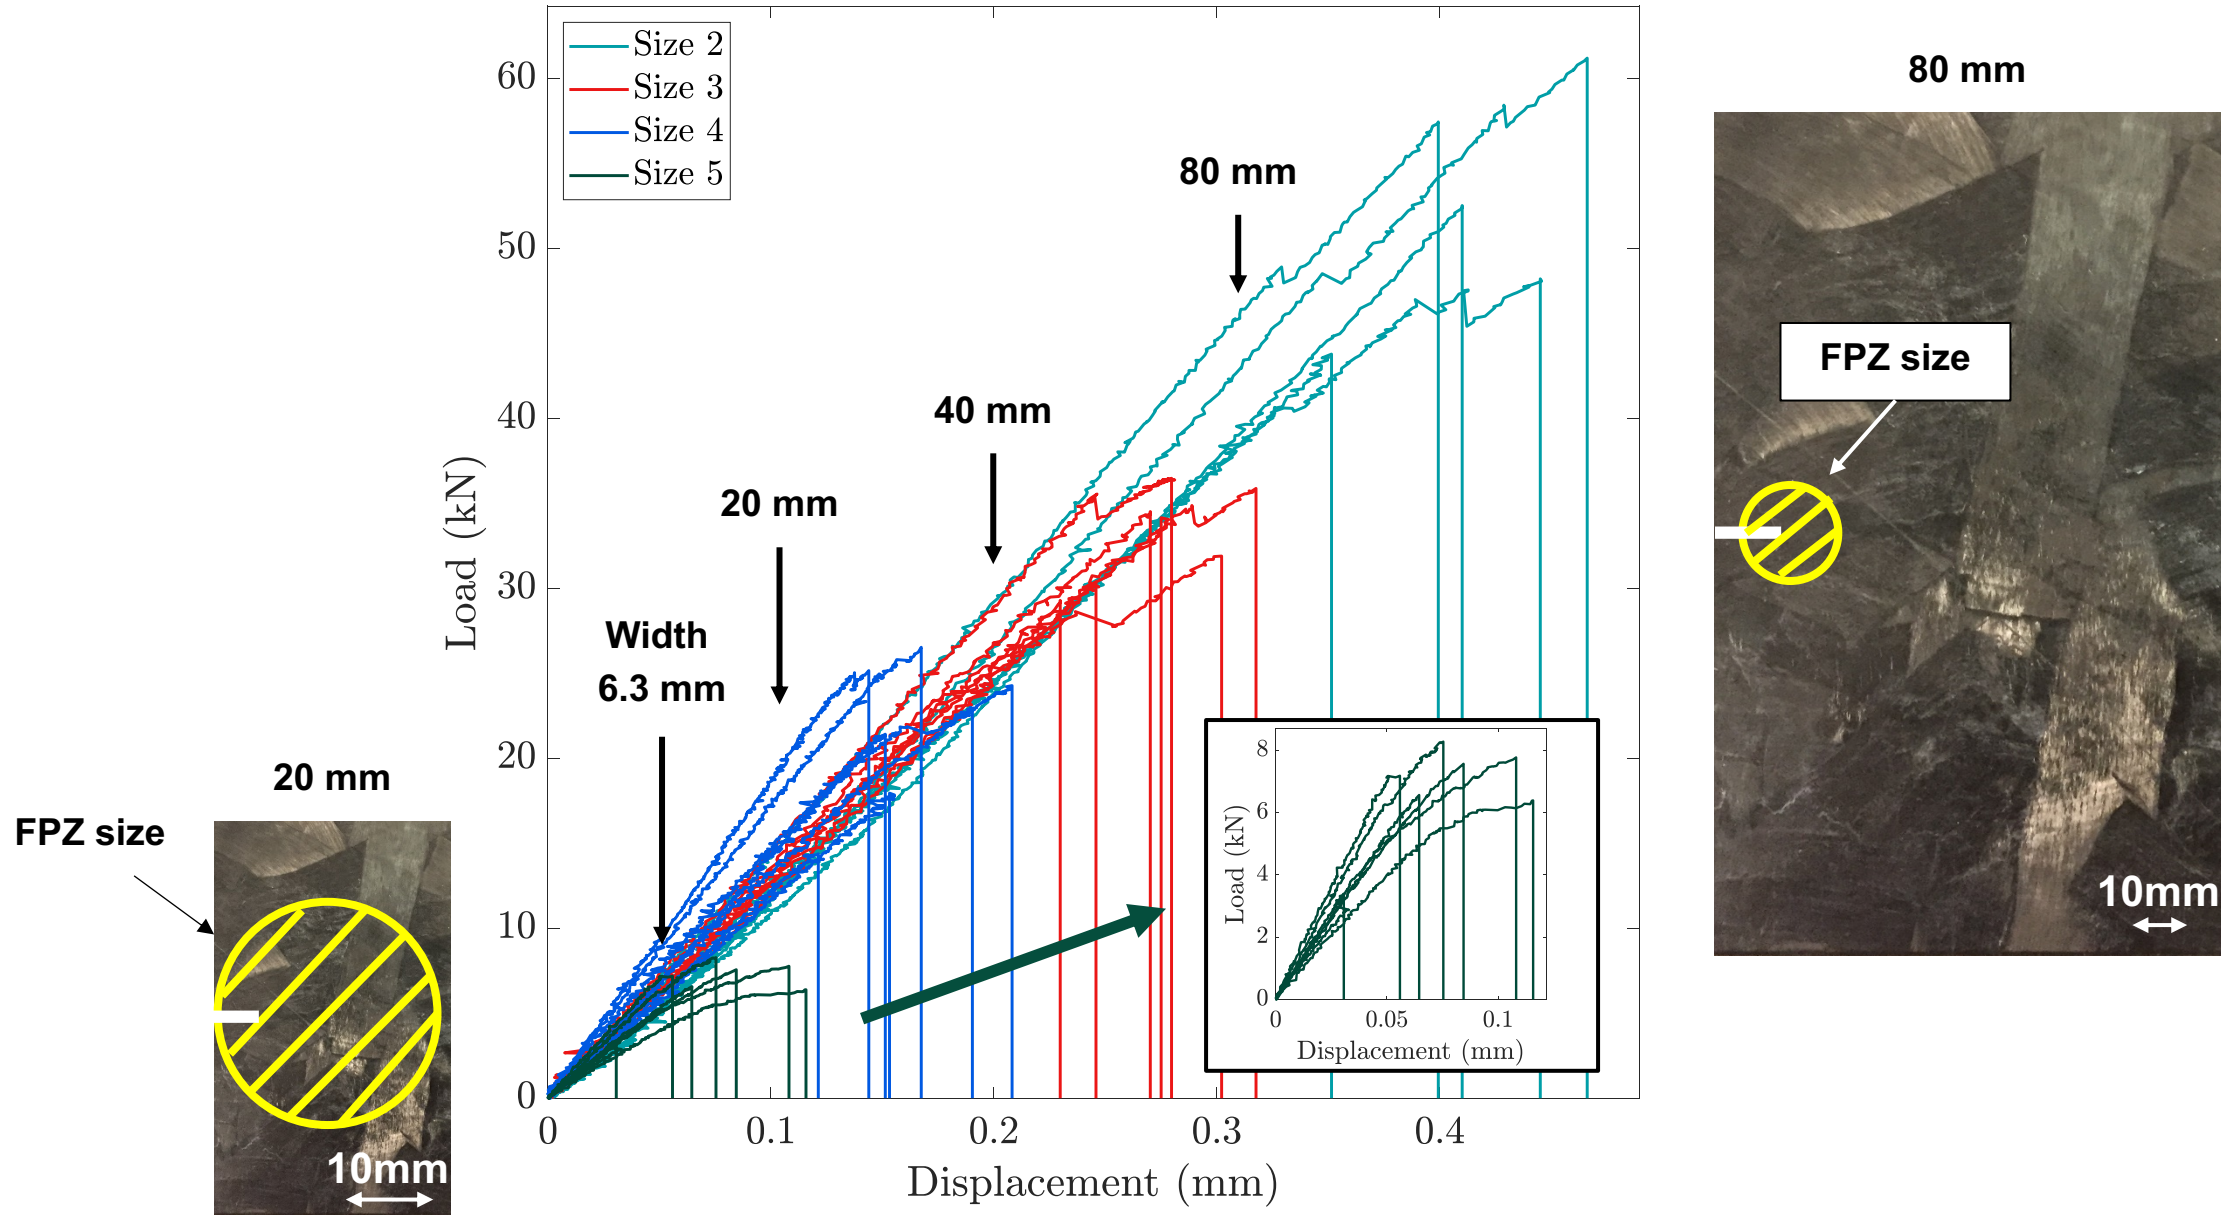 Size 2
Size 3
Size 4
Size 5
60
50
40
30
20
10
0
Load (kN)
0
0.1
0.2
0.3
0.4
Displacement (mm)
80 mm
40 mm
20 mm
Width
6.3 mm
8
6
4
2
0
Load (kN)
0
0.05
0.1
Displacement (mm)
20 mm
FPZ size
10mm
80 mm
FPZ size
10mm